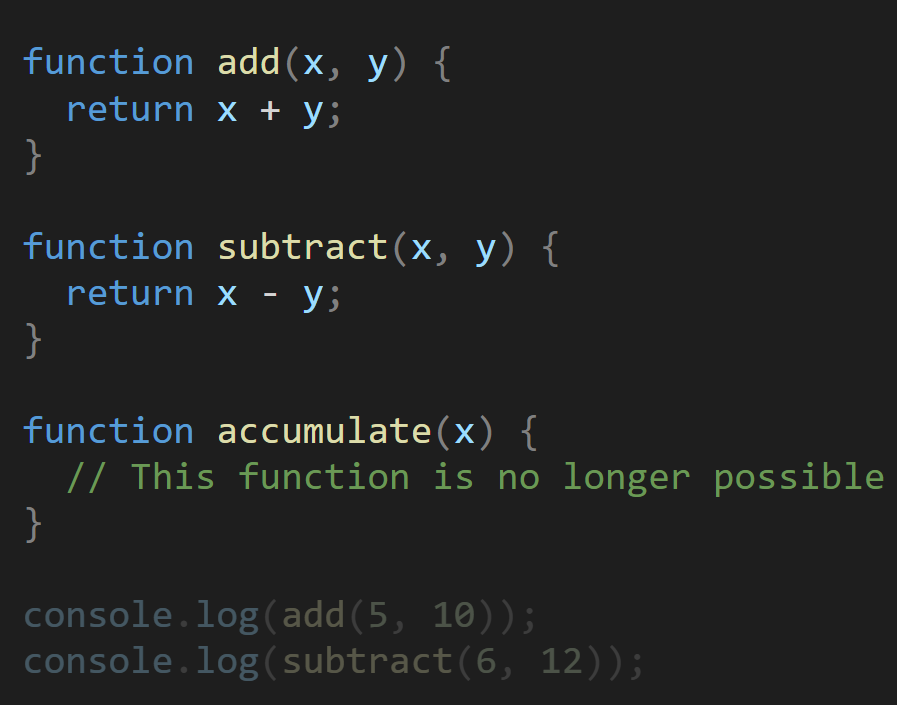 function add(x, y) {
  return x + y;
}
function subtract(x, y) {
  return x - y;
}
function accumulate(x) {
  // This function is no longer possible
}
console.log(add(5, 10));
console.log(subtract(6, 12));